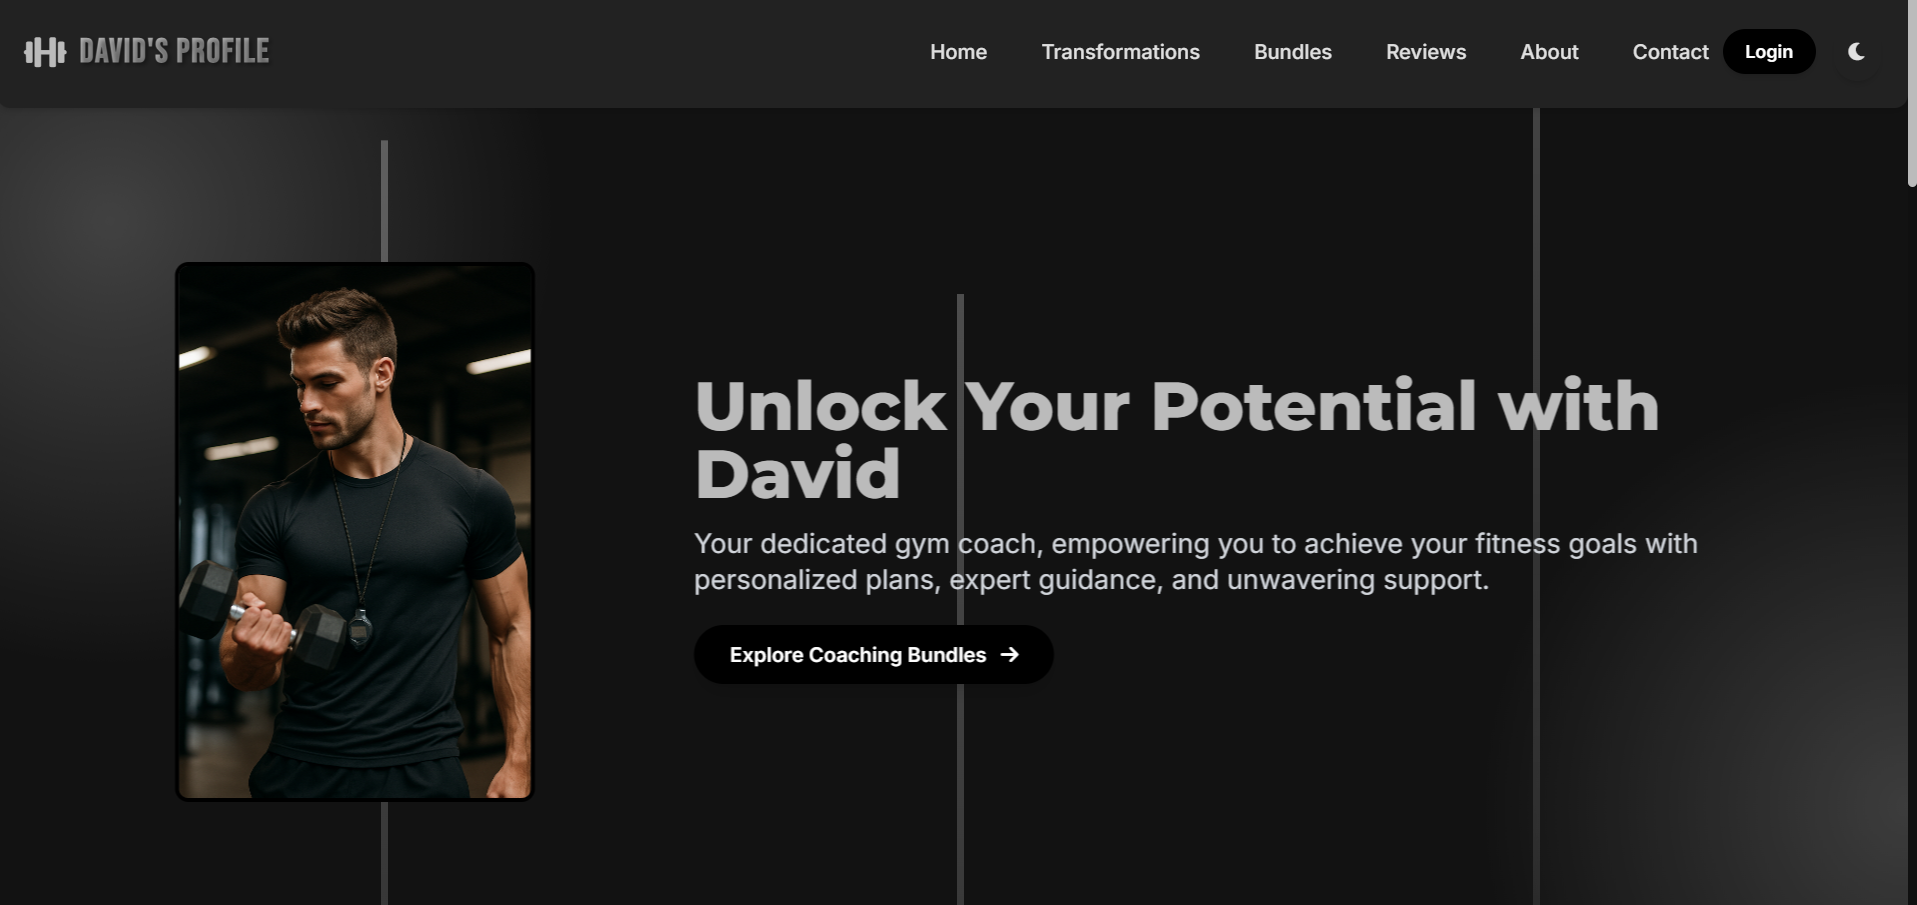 DAVID'S PROFILE
Home
Transformations
Bundles
Reviews
About
Contact
Login
Unlock Your Potential with
David
Your dedicated gym coach, empowering you to achieve your fitness goals with
personalized plans, expert guidance, and unwavering support.
Explore Coaching Bundles